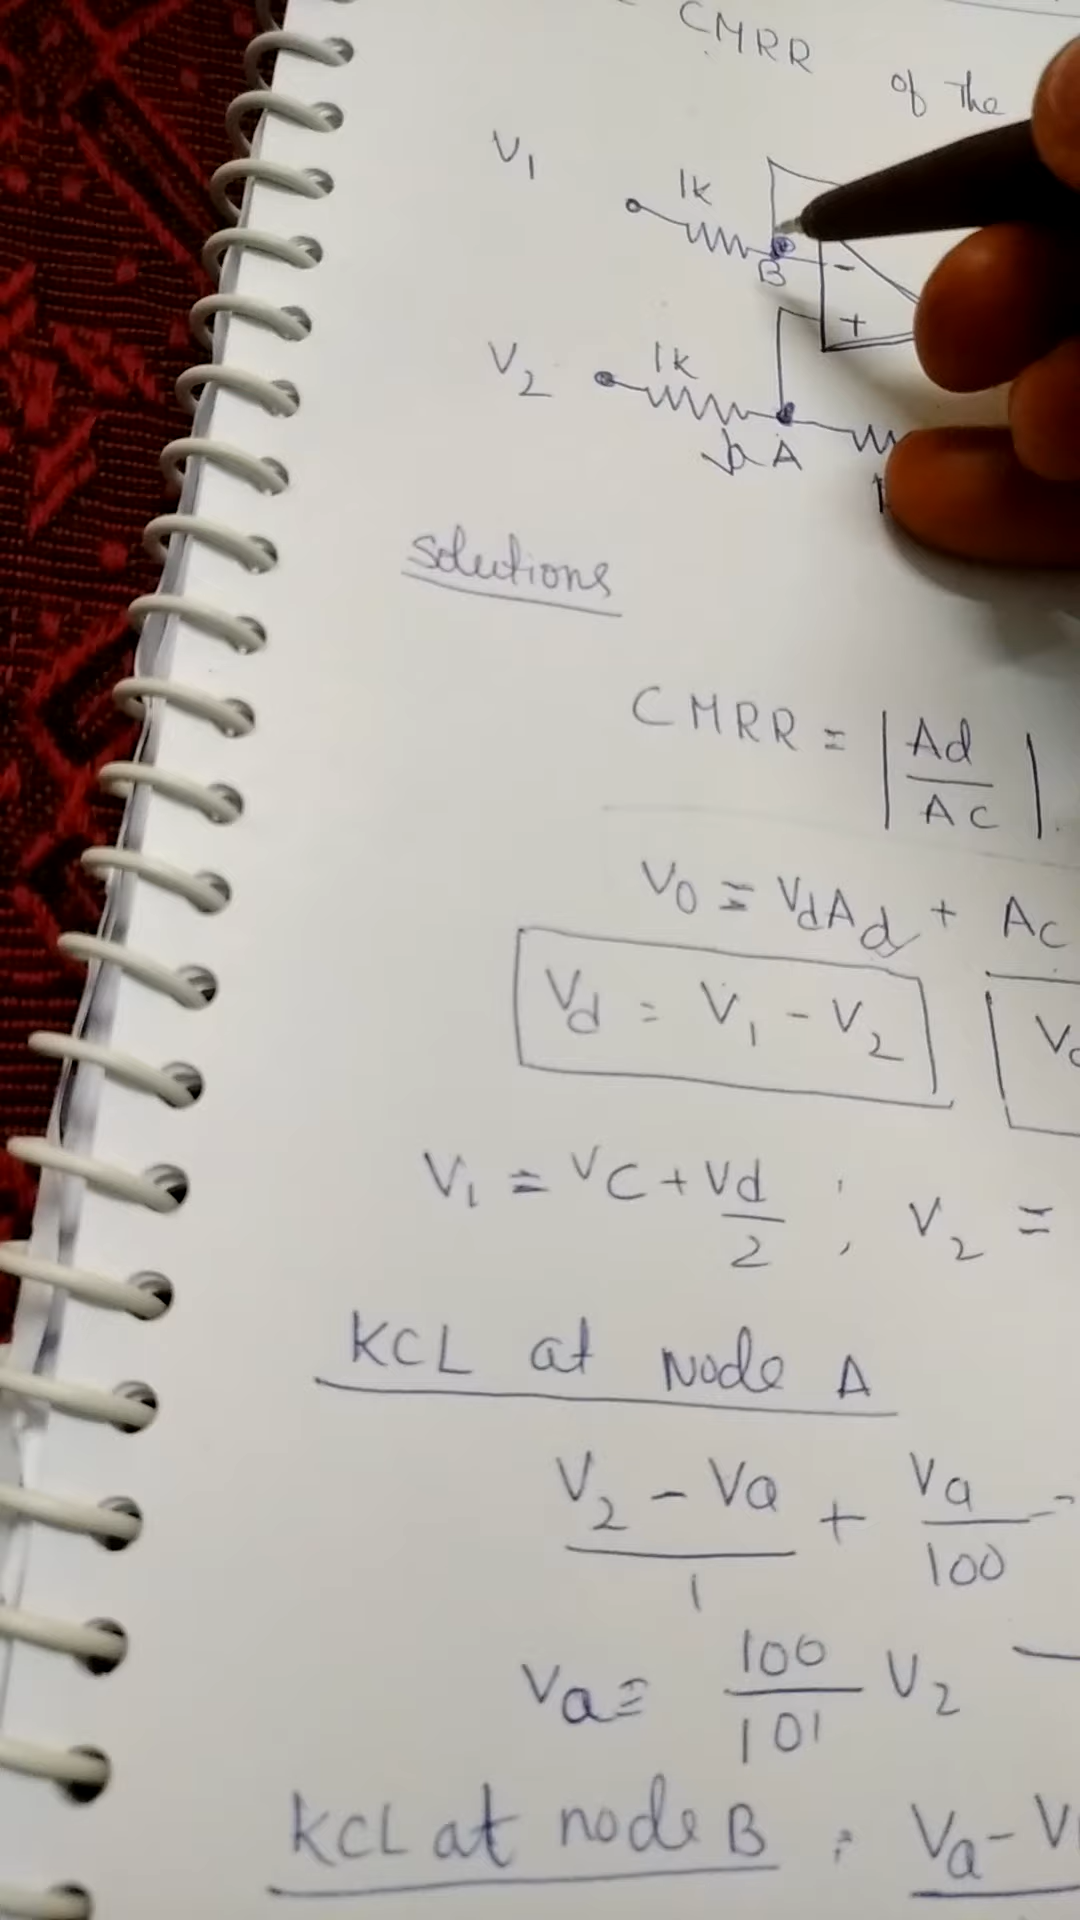 CMRR of the
V1
1k
B
-
+
V2
1k
A
Solutions
CMRR = |Ad/Ac|
V0 = VdAd + Ac
Vd = V1 - V2
V1 = Vc + Vd/2 ; V2 =
KCL at Node A
V2 - Va / 1 + Va / 100
Va = 100/101 V2
KCL at node B : Va - V